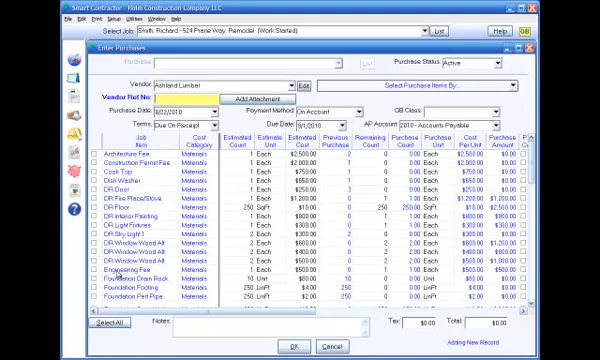 Smart Contractor - Holm Construction Company LLC
File Edit Print Setup Utilities Window Help
Select Job: Smith, Richard - 524 Prairie Way, Remodel (Work Started) List Help QB
Enter Purchases
Purchase: List Purchase Status: Active
Vendor: Ashland Lumber Edit Select Purchase Items By...
Vendor Ref No: Add Attachment
Purchase Date: 8/22/2010 Payment Method: On Account QB Class:
Terms: Due On Receipt Due Date: 9/1/2010 AP Account: 2010 - Accounts Payable
Job Item Cost Category Estimated Count Estimate Unit Estimated Cost Previous Purchase Remaining Count Purchase Count Purchase Unit Cost Per Unit Purchase Amount
Architecture Fee Materials 1 Each $2,500.00 2 0 0.00 Each $2,500.00 $0.00
Construction Permit Fee Materials 1 Each $2,000.00 1 0 0.00 Each $2,000.00 $0.00
Cook Top Materials 1 Each $750.00 1 0 0.00 Each $750.00 $0.00
Dish Washer Materials 1 Each $650.00 1 0 0.00 Each $650.00 $0.00
DR Door Materials 1 Each $250.00 3 0 0.00 Each $250.00 $0.00
DR Fire Place/Stove Materials 1 Each $1,200.00 0 1 1.00 Each $1,200.00 $1,200.00
DR Floor Materials 250 SqFt $10.00 250 250.00 SqFt $10.00 $2,500.00
DR Interior Painting Materials 1 Each $500.00 0 1 1.00 Each $500.00 $500.00
DR Light Fixtures Materials 1 Each $300.00 0 1 1.00 Each $300.00 $300.00
DR Sky Light 1 Materials 2 Each $300.00 2 0 0.00 Each $300.00 $0.00
DR Window Wood Alt Materials 2 Each $600.00 0 2 2.00 Each $600.00 $1,200.00
DR Window Wood Alt Materials 2 Each $400.00 0 2 2.00 Each $400.00 $800.00
DR Window Wood Alt Materials 2 Each $500.00 0 2 2.00 Each $500.00 $1,000.00
Engineering Fee Materials 1 Each $500.00 0 1 1.00 Each $500.00 $500.00
Foundation Drain Rock Materials 10 Unit $80.00 10 0 0.00 Unit $80.00 $0.00
Foundation Footing Materials 250 LinFt $4.00 250 0 0.00 LinFt $4.00 $0.00
Foundation Perf Pipe Materials 250 LinFt $2.00 250 0 0.00 LinFt $2.00 $0.00
Select All Notes: Tax: $0.00 Total: $0.00
OK Cancel Adding New Record